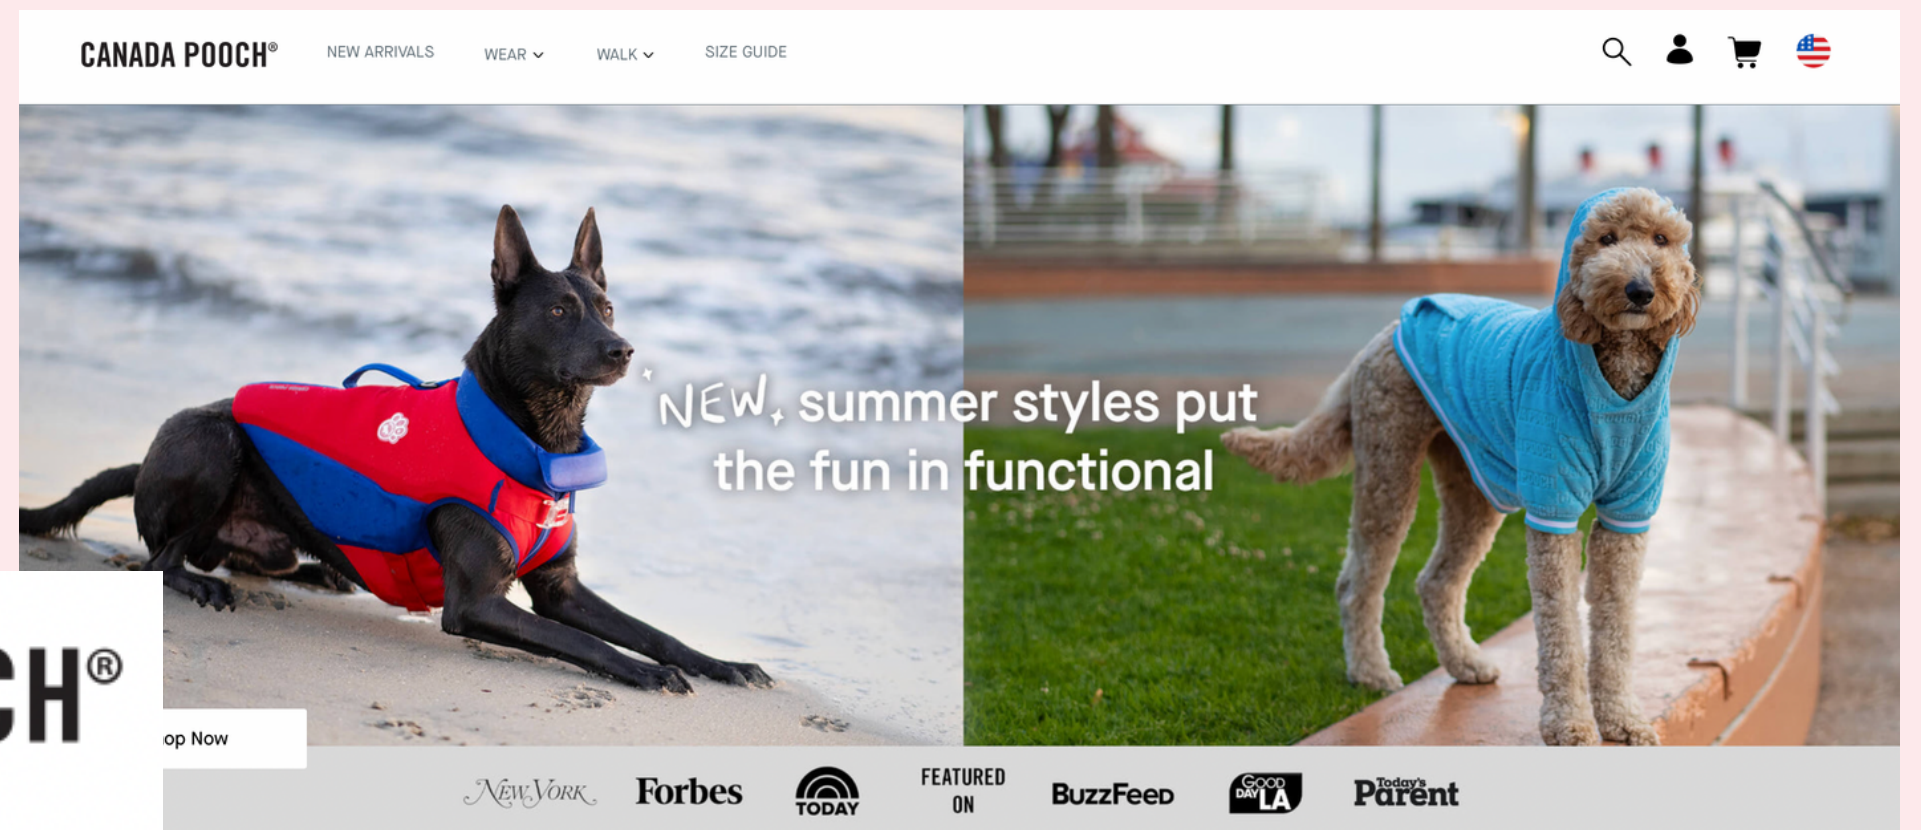 CANADA POOCH®
NEW ARRIVALS
WEAR
WALK
SIZE GUIDE
NEW summer styles put
the fun in functional
CH®
op Now
NEW YORK
Forbes
TODAY
FEATURED
ON
BuzzFeed
GOOD
DAY LA
Today's
Parent